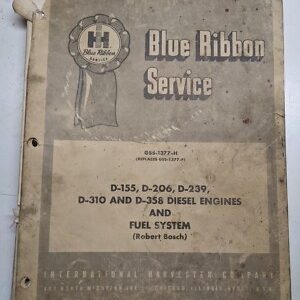 IH
Blue Ribbon
SERVICE
Blue Ribbon
Service
GSS-1377-H
(REPLACES GSS-1377-F)
D-155, D-206, D-239,
D-310 AND D-358 DIESEL ENGINES
AND
FUEL SYSTEM
(Robert Bosch)
INTERNATIONAL HARVESTER COMPANY